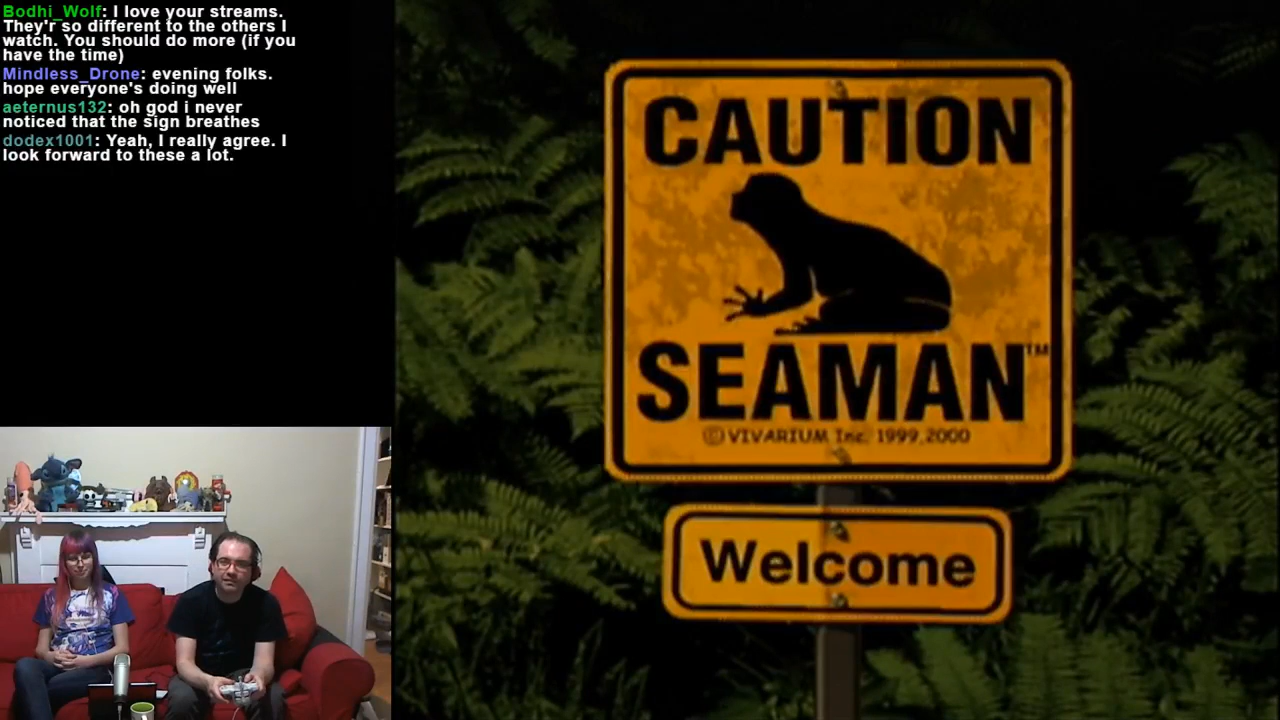 Bodhi_Wolf: I love your streams.
They'r so different to the others I
watch. You should do more (if you
have the time)
Mindless_Drone: evening folks.
hope everyone's doing well
aeternus132: oh god i never
noticed that the sign breathes
dodex1001: Yeah, I really agree. I
look forward to these a lot.
CAUTION
SEAMAN™
©VIVARIUM Inc. 1999,2000
Welcome